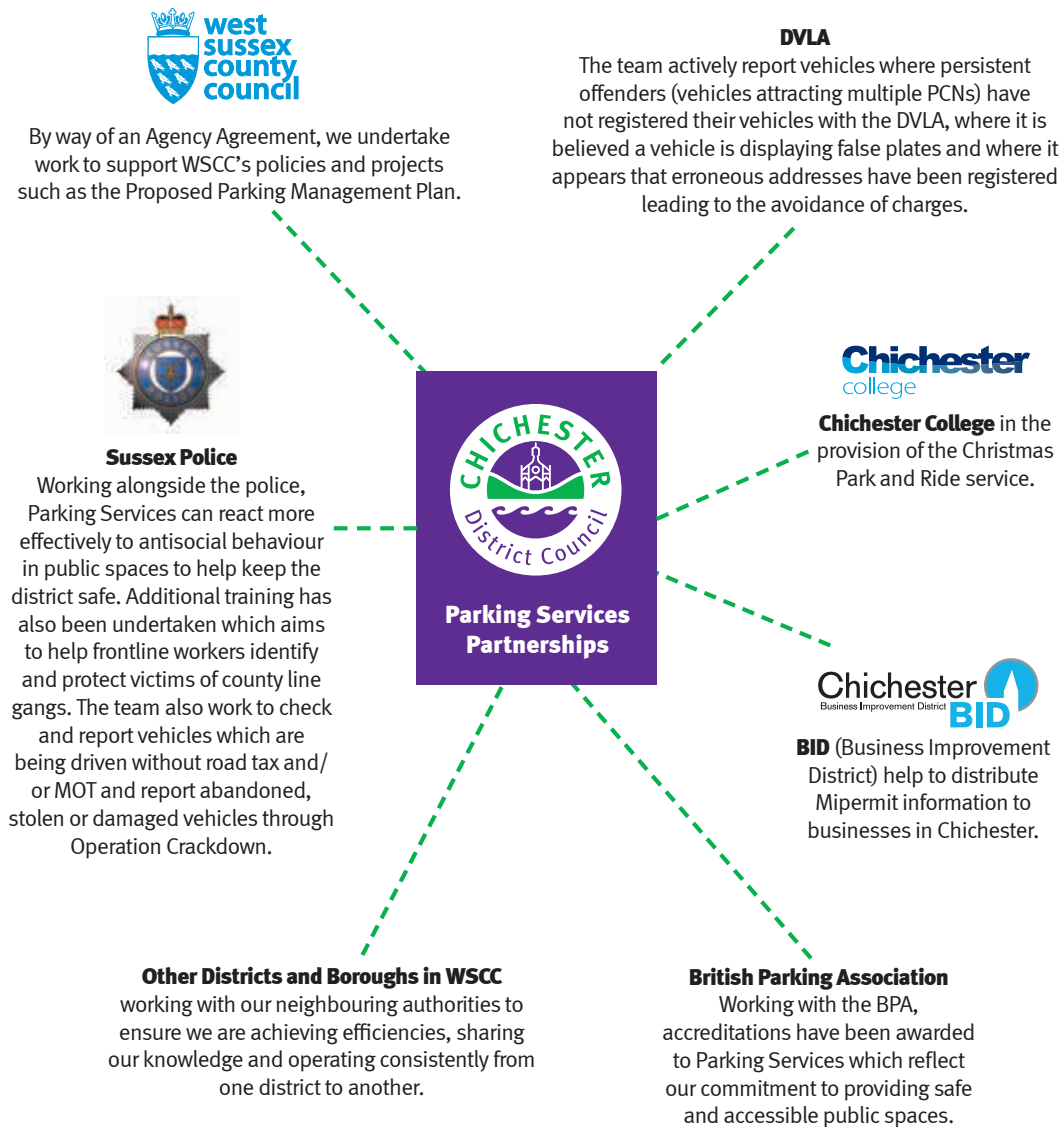 west
sussex
county
council
By way of an Agency Agreement, we undertake
work to support WSCC's policies and projects
such as the Proposed Parking Management Plan.
DVLA
The team actively report vehicles where persistent
offenders (vehicles attracting multiple PCNs) have
not registered their vehicles with the DVLA, where it is
believed a vehicle is displaying false plates and where it
appears that erroneous addresses have been registered
leading to the avoidance of charges.
Sussex Police
Working alongside the police,
Parking Services can react more
effectively to antisocial behaviour
in public spaces to help keep the
district safe. Additional training has
also been undertaken which aims
to help frontline workers identify
and protect victims of county line
gangs. The team also work to check
and report vehicles which are
being driven without road tax and/
or MOT and report abandoned,
stolen or damaged vehicles through
Operation Crackdown.
CHICHESTER
District Council
Parking Services
Partnerships
Chichester
college
Chichester College in the
provision of the Christmas
Park and Ride service.
Chichester
Business Improvement District
BID
BID (Business Improvement
District) help to distribute
Mipermit information to
businesses in Chichester.
Other Districts and Boroughs in WSCC
working with our neighbouring authorities to
ensure we are achieving efficiencies, sharing
our knowledge and operating consistently from
one district to another.
British Parking Association
Working with the BPA,
accreditations have been awarded
to Parking Services which reflect
our commitment to providing safe
and accessible public spaces.